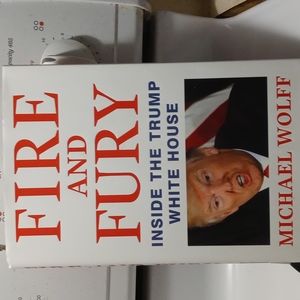 FIRE
AND
FURY
INSIDE THE TRUMP
WHITE HOUSE
MICHAEL WOLFF